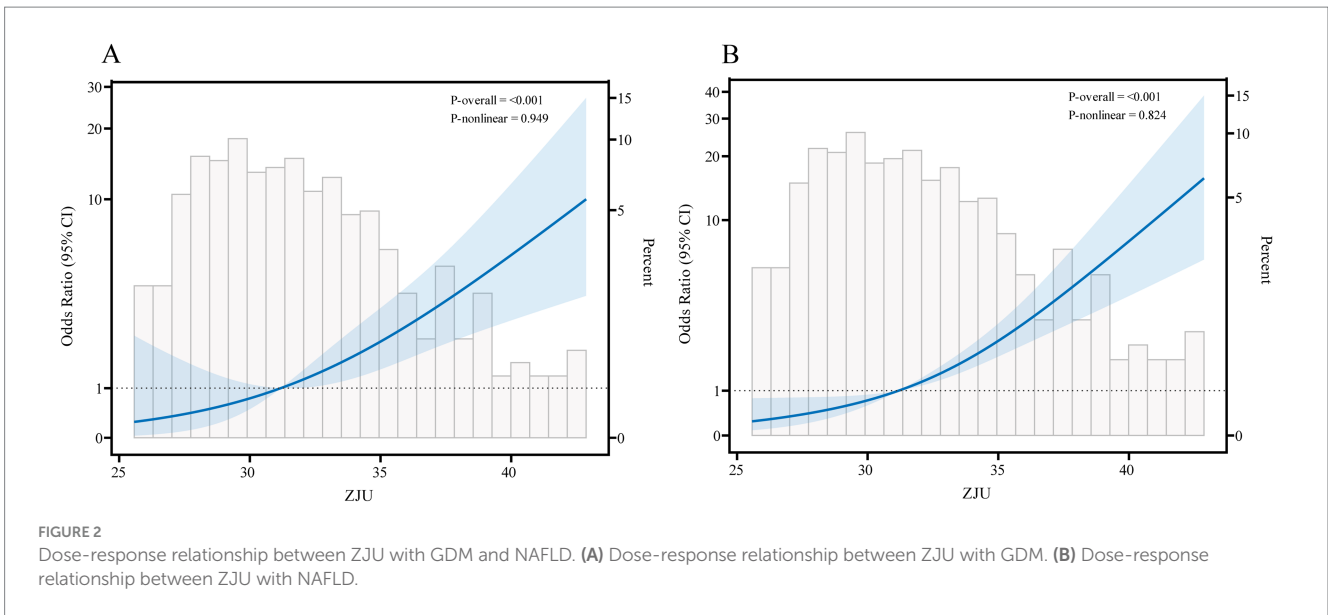 A
30
20
10
1
0
Odds Ratio (95% CI)
P-overall = <0.001
P-nonlinear = 0.949
15
10
5
0
Percent
25
30
35
40
ZJU
B
40
30
20
10
1
0
Odds Ratio (95% CI)
P-overall = <0.001
P-nonlinear = 0.824
15
10
5
0
Percent
25
30
35
40
ZJU
FIGURE 2
Dose-response relationship between ZJU with GDM and NAFLD. (A) Dose-response relationship between ZJU with GDM. (B) Dose-response
relationship between ZJU with NAFLD.